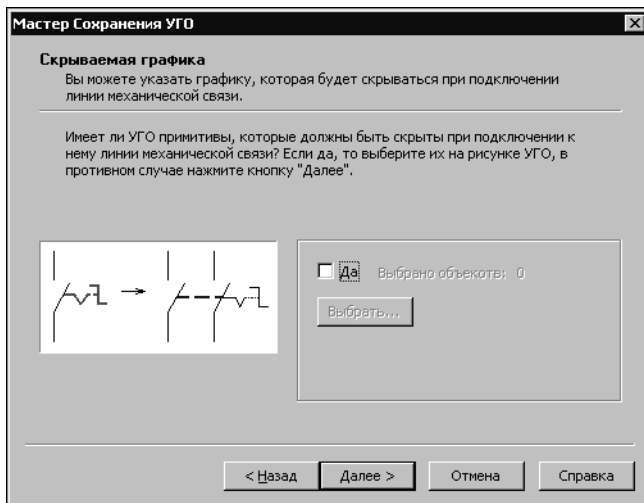 Мастер Сохранения УГО
Скрываемая графика
Вы можете указать графику, которая будет скрываться при подключении
линии механической связи.
Имеет ли УГО примитивы, которые должны быть скрыты при подключении к
нему линии механической связи? Если да, то выберите их на рисунке УГО, в
противном случае нажмите кнопку "Далее".
Да Выбрано объекотв: 0
Выбрать...
< Назад Далее > Отмена Справка